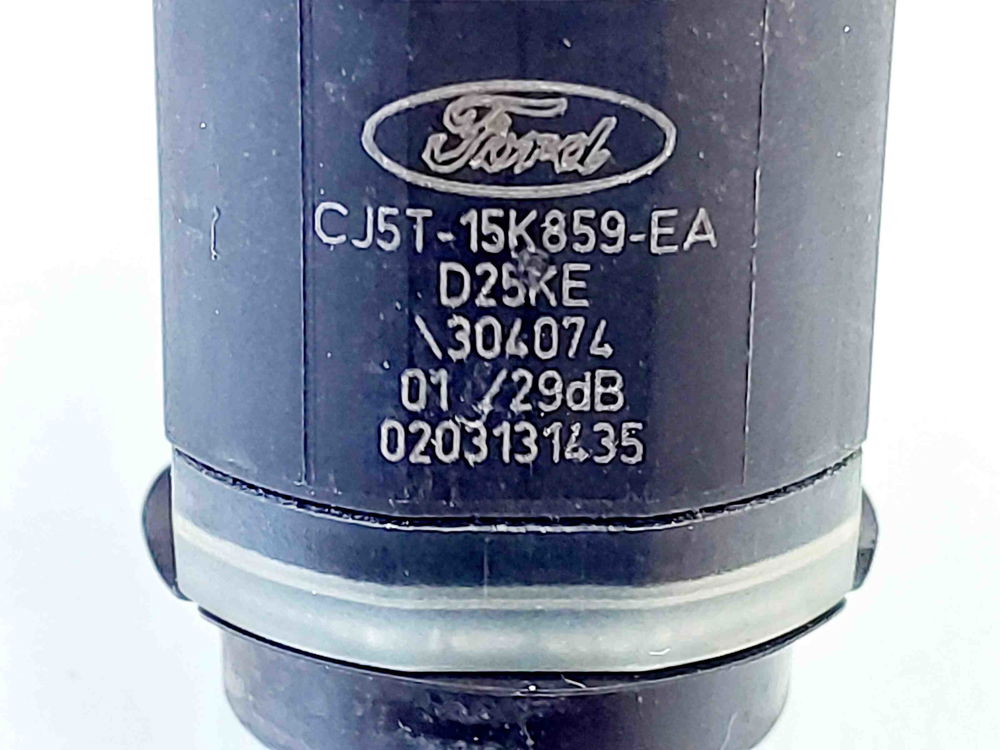 Ford
CJ5T-15K859-EA
D25KE
\304074
01 /29dB
0203131435